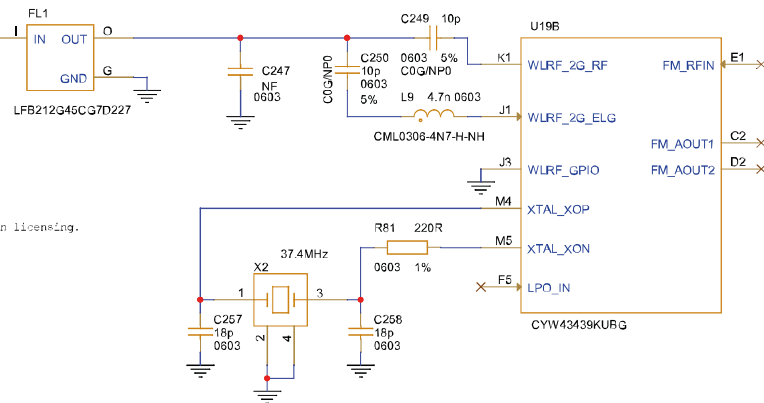 FL1
I
IN
OUT
O
GND
G
LFB212G45CG7D227
C247
NF
0603
C0G/NP0
C250
10p
0603
5%
C249
10p
0603
5%
C0G/NP0
L9
4.7n 0603
CML0306-4N7-H-NH
U19B
K1
WLRF_2G_RF
FM_RFIN
E1
J1
WLRF_2G_ELG
FM_AOUT1
C2
J3
WLRF_GPIO
FM_AOUT2
D2
M4
XTAL_XOP
n licensing.
R81
220R
M5
XTAL_XON
0603
1%
37.4MHz
X2
F5
LPO_IN
1
3
CYW43439KUBG
C257
18p
0603
2
4
C258
18p
0603